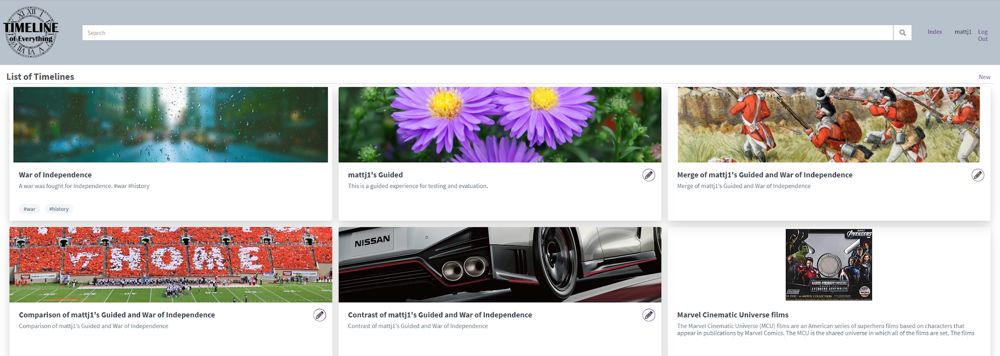 XI XII I
TIMELINE
of Everything
Search
Index
mattj1
Log
Out
List of Timelines
New
War of Independence
A war was fought for Independence. #war #history
#war
#history
mattj1's Guided
This is a guided experience for testing and evaluation.
Merge of mattj1's Guided and War of Independence
Merge of mattj1's Guided and War of Independence
HOME
hokiesports.com
hokiesports.com
Comparison of mattj1's Guided and War of Independence
Comparison of mattj1's Guided and War of Independence
NISSAN
Contrast of mattj1's Guided and War of Independence
Contrast of mattj1's Guided and War of Independence
MARVEL
AVENGERS
MARVEL CINEMATIC UNIVERSE
AVENGERS ASSEMBLED
10 DISC • 6-MOVIE COLLECTION
Marvel Cinematic Universe films
The Marvel Cinematic Universe (MCU) films are an American series of superhero films based on characters that
appear in publications by Marvel Comics. The MCU is the shared universe in which all of the films are set. The films